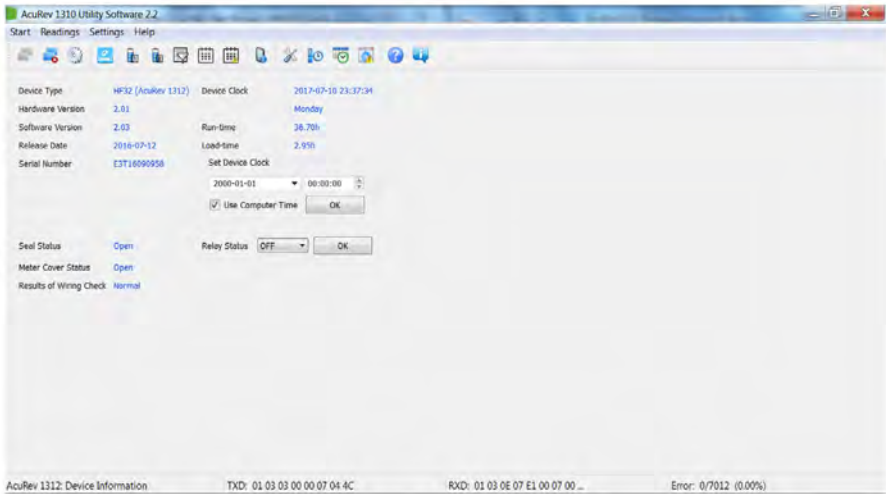 AcuRev 1310 Utility Software 2.2
Start Readings Settings Help
Device Type HF32 (AcuRev 1312) Device Clock 2017-07-10 23:37:34
Hardware Version 2.01 Monday
Software Version 2.03 Run-time 38.70h
Release Date 2016-07-12 Load-time 2.95h
Serial Number E3T16090958 Set Device Clock
2000-01-01 00:00:00
Use Computer Time OK
Seal Status Open Relay Status OFF OK
Meter Cover Status Open
Results of Wiring Check Normal
AcuRev 1312: Device Information TXD: 01 03 03 00 00 07 04 4C RXD: 01 03 0E 07 E1 00 07 00 ... Error: 0/7012 (0.00%)